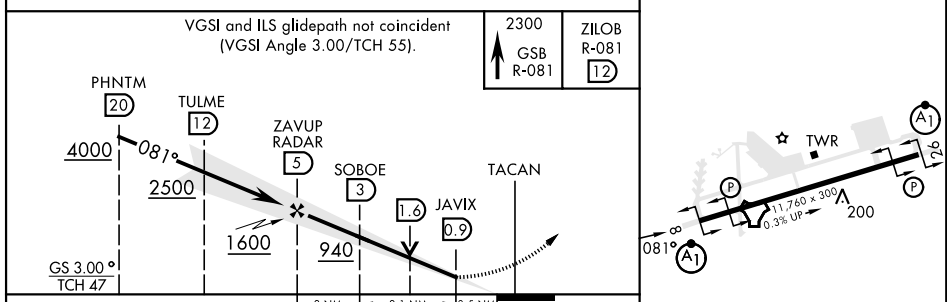 VGSI and ILS glidepath not coincident
(VGSI Angle 3.00/TCH 55).
2300
GSB
R-081
ZILOB
R-081
12
PHNTM
20
TULME
12
ZAVUP
RADAR
5
SOBOE
3
TACAN
1.6
JAVIX
0.9
4000
081°
2500
1600
940
GS 3.00°
TCH 47
A1
TWR
26
P
P
11,760 x 300
0.3% UP
200
081°
8
A1